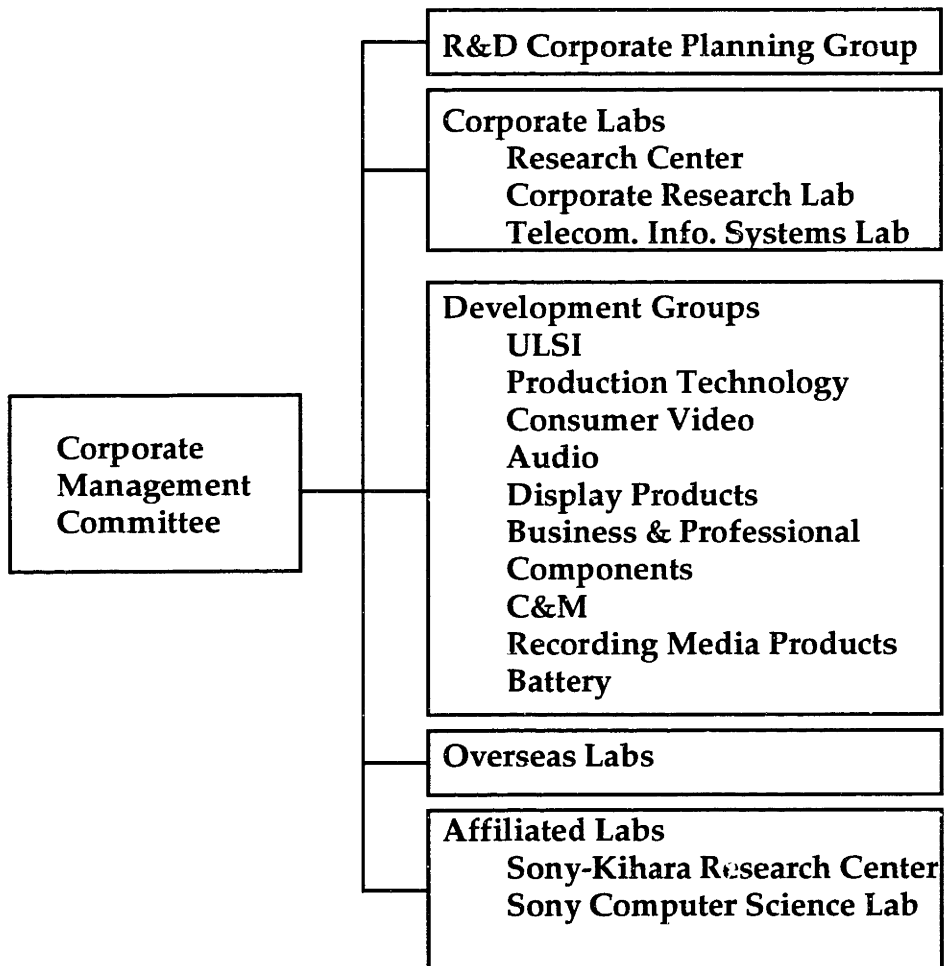 R&D Corporate Planning Group
Corporate Labs
Research Center
Corporate Research Lab
Telecom. Info. Systems Lab
Development Groups
ULSI
Production Technology
Consumer Video
Audio
Display Products
Business & Professional
Components
C&M
Recording Media Products
Battery
Corporate
Management
Committee
Overseas Labs
Affiliated Labs
Sony-Kihara Research Center
Sony Computer Science Lab